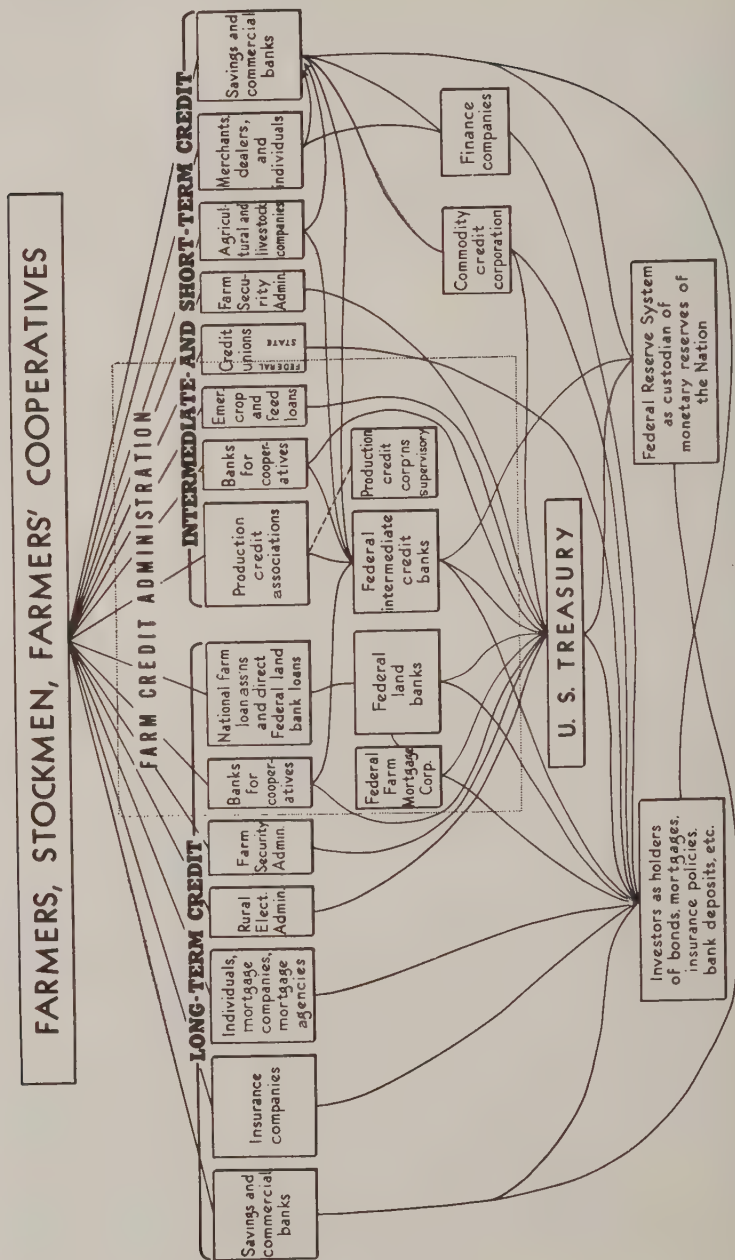 FARMERS, STOCKMEN, FARMERS' COOPERATIVES
FARM CREDIT ADMINISTRATION
LONG-TERM CREDIT
INTERMEDIATE- AND SHORT-TERM CREDIT
Savings and
commercial
banks
Insurance
companies
Individuals,
mortgage
companies,
mortgage
agencies
Rural
Elect.
Admin.
Farm
Security
Admin.
Banks for
cooper-
atives
National farm
loan ass'ns
and direct
Federal land
bank loans
Production
credit
associations
Banks for
cooper-
atives
Emer.
crop and
feed
loans
Credit
unions
FEDERAL
STATE
Farm
Secu-
rity
Admin.
Agricul-
tural and
livestock
companies
Merchants,
dealers,
and
individuals
Savings and
commercial
banks
Federal
Farm
Mortgage
Corp.
Federal
land
banks
Federal
intermediate
credit
banks
Production
credit
corp'ns
supervisory
Commodity
credit
corporation
Finance
companies
U. S. TREASURY
Investors as holders
of bonds, mortgages,
insurance policies,
bank deposits, etc.
Federal Reserve System
as custodian of
monetary reserves of
the Nation